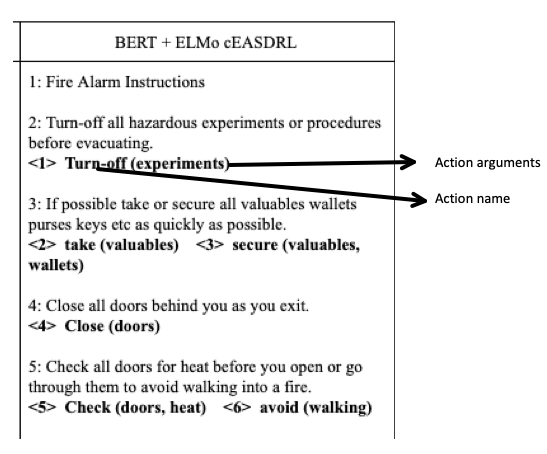 BERT + ELMo cEASDRL
1: Fire Alarm Instructions
2: Turn-off all hazardous experiments or procedures
before evacuating.
<1> Turn-off (experiments)
Action arguments
Action name
3: If possible take or secure all valuables wallets
purses keys etc as quickly as possible.
<2> take (valuables) <3> secure (valuables,
wallets)
4: Close all doors behind you as you exit.
<4> Close (doors)
5: Check all doors for heat before you open or go
through them to avoid walking into a fire.
<5> Check (doors, heat) <6> avoid (walking)